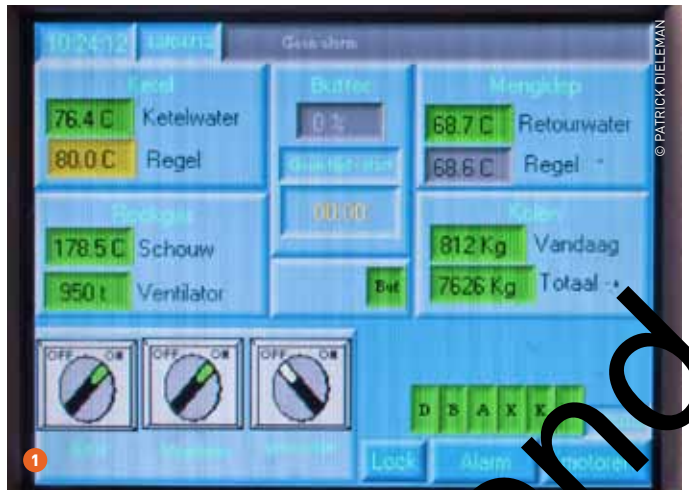 10:24:12
Geen alarm
Ketel
76.4 C Ketelwater
80.0 C Regel
Buffer
0 %
00:00
Mengklep
68.7 C Retourwater
68.6 C Regel
Rookgas
178.5 C Schouw
950 t Ventilator
Kolen
812 Kg Vandaag
7626 Kg Totaal
OFF ON
OFF ON
OFF ON
D B A X K
Lock Alarm motoren
1
© PATRICK DIELEMAN